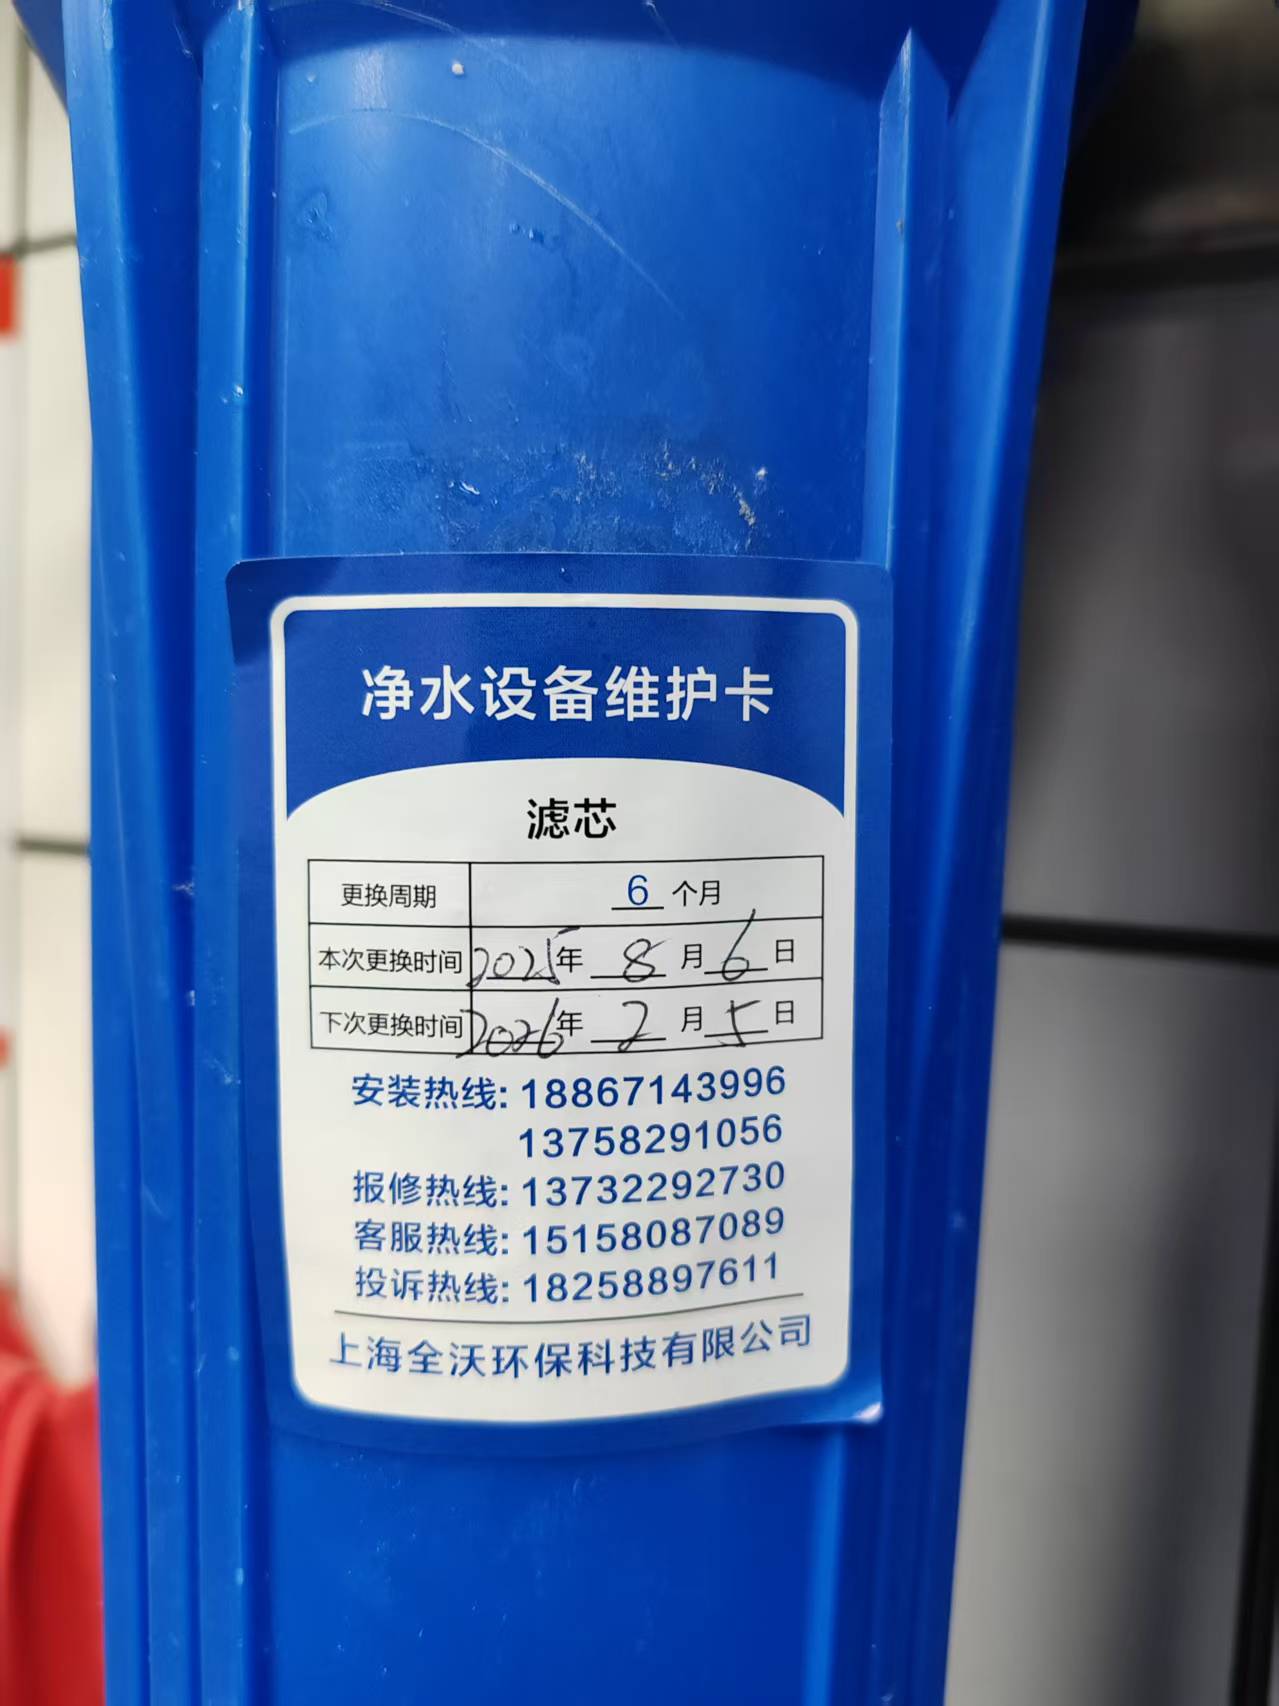 净水设备维护卡
滤芯
更换周期 6 个月
本次更换时间 2025年 8 月 6 日
下次更换时间 2026年 2 月 5 日
安装热线: 18867143996
13758291056
报修热线: 13732292730
客服热线: 15158087089
投诉热线: 18258897611
上海全沃环保科技有限公司